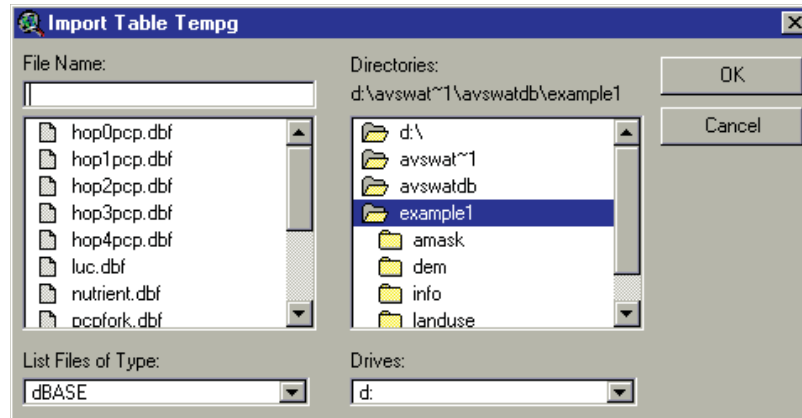 Import Table Tempg
File Name:
hop0pcp.dbf
hop1pcp.dbf
hop2pcp.dbf
hop3pcp.dbf
hop4pcp.dbf
luc.dbf
nutrient.dbf
pcpfork.dbf
List Files of Type:
dBASE
Directories:
d:\avswat~1\avswatdb\example1
d:\
avswat~1
avswatdb
example1
amask
dem
info
landuse
Drives:
d:
OK
Cancel